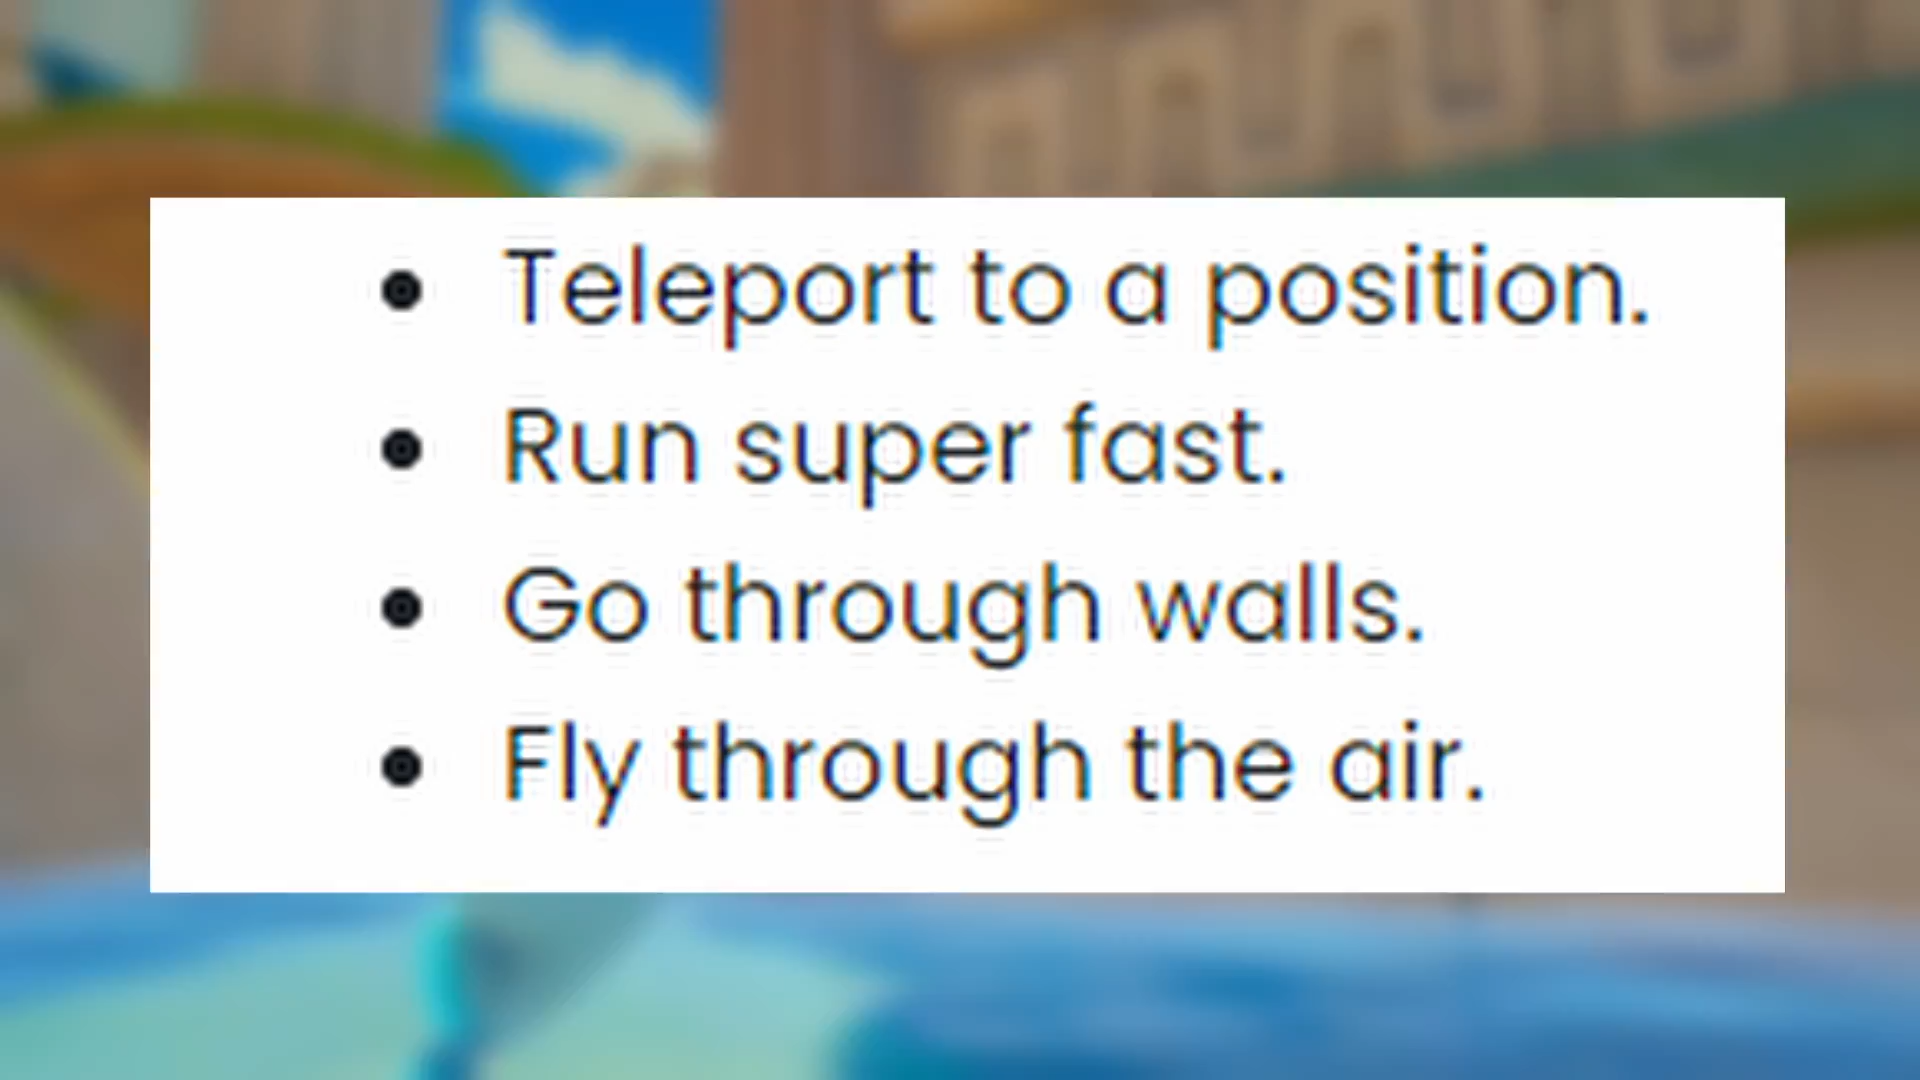 • Teleport to a position.
• Run super fast.
• Go through walls.
• Fly through the air.